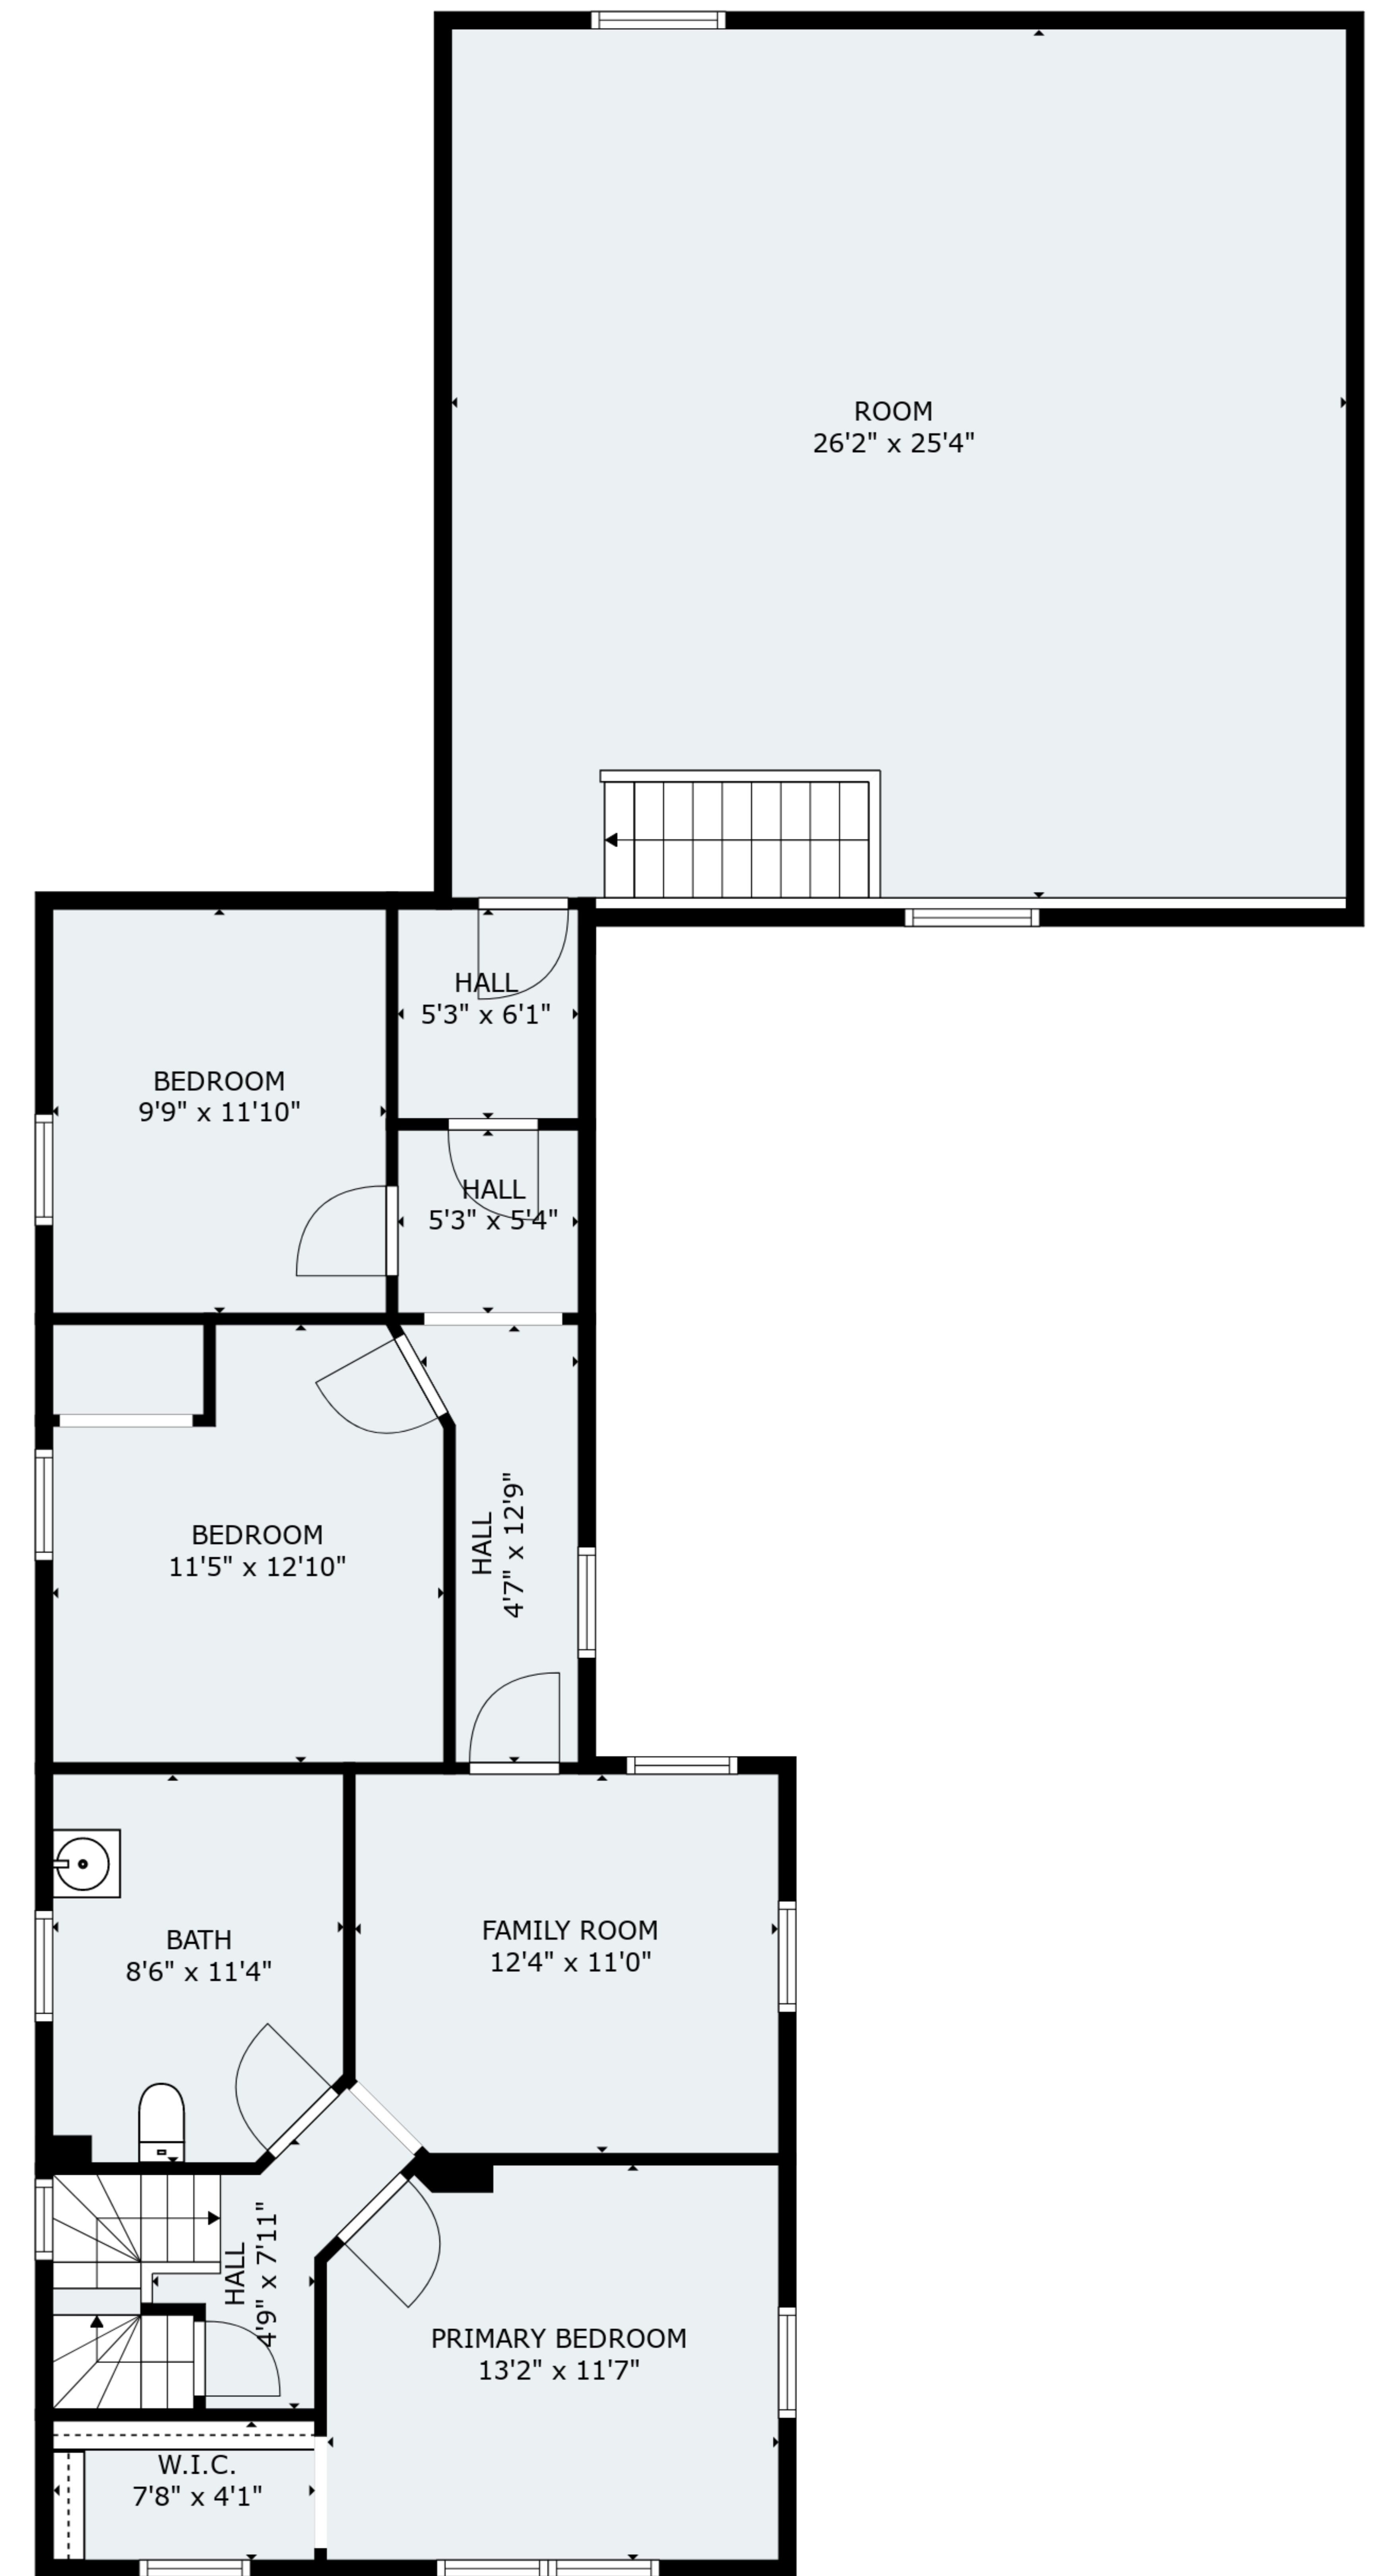 ROOM
26'2" x 25'4"
HALL
5'3" x 6'1"
BEDROOM
9'9" x 11'10"
HALL
5'3" x 5'4"
BEDROOM
11'5" x 12'10"
HALL
4'7" x 12'9"
FAMILY ROOM
12'4" x 11'0"
BATH
8'6" x 11'4"
HALL
4'9" x 7'11"
PRIMARY BEDROOM
13'2" x 11'7"
W.I.C.
7'8" x 4'1"